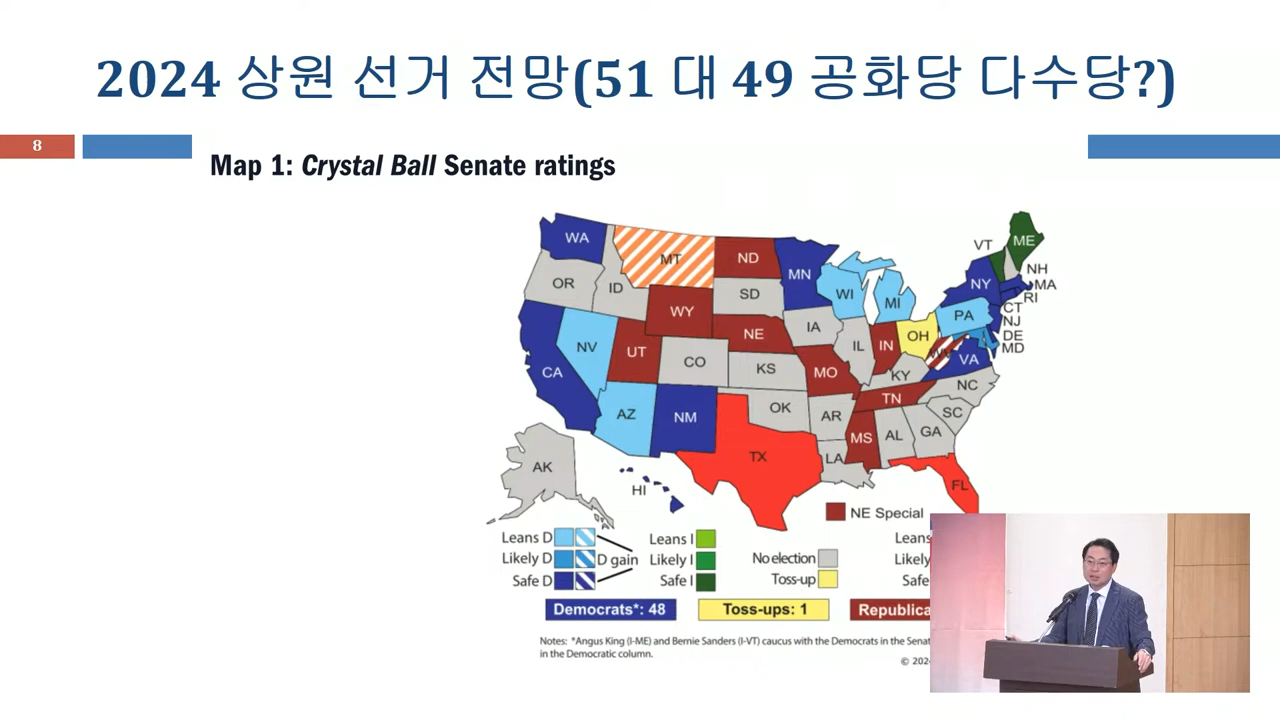 2024 상원 선거 전망(51 대 49 공화당 다수당?)
8
Map 1: Crystal Ball Senate ratings
WA
MT
ND
MN
VT
ME
OR
ID
SD
WI
MI
NY
NH
MA
RI
CT
NJ
DE
MD
WY
NE
IA
PA
NV
UT
CO
KS
IL
IN
OH
WV
VA
CA
MO
KY
NC
AZ
NM
OK
AR
TN
SC
MS
AL
GA
TX
LA
AK
HI
FL
NE Special
Leans D
Likely D
Safe D
D gain
Leans I
Likely I
Safe I
No election
Toss-up
Leans
Likely
Safe
Democrats*: 48
Toss-ups: 1
Republica
Notes: *Angus King (I-ME) and Bernie Sanders (I-VT) caucus with the Democrats in the Senat
in the Democratic column.
© 202